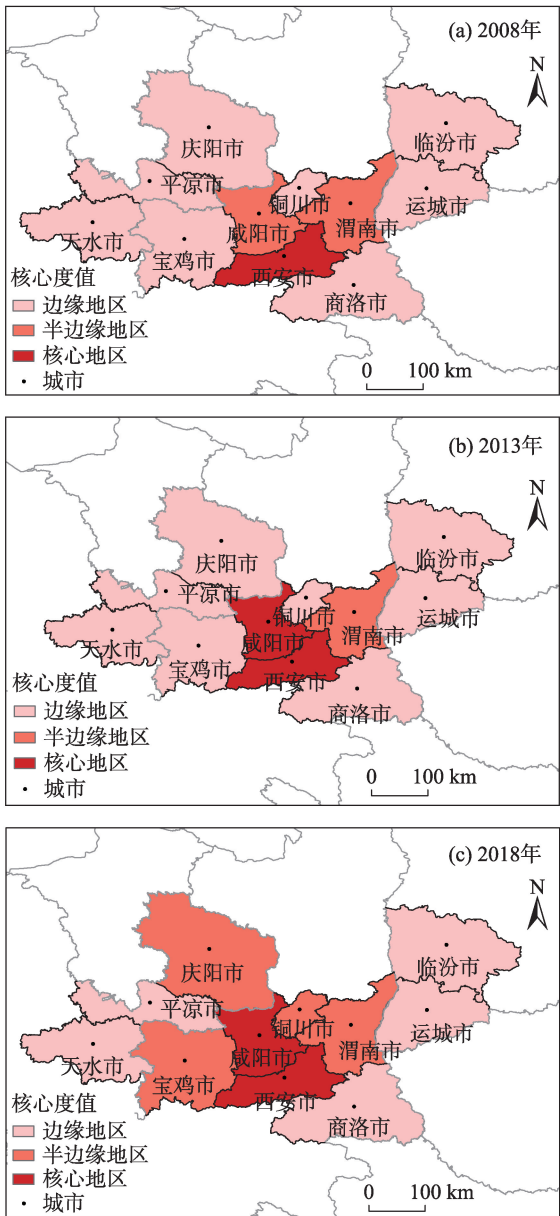 (a) 2008年
N
庆阳市
临汾市
平凉市
铜川市
运城市
天水市
咸阳市
渭南市
宝鸡市
西安市
商洛市
核心度值
边缘地区
半边缘地区
核心地区
城市
0 100 km
(b) 2013年
N
庆阳市
临汾市
平凉市
铜川市
运城市
天水市
咸阳市
渭南市
宝鸡市
西安市
商洛市
核心度值
边缘地区
半边缘地区
核心地区
城市
0 100 km
(c) 2018年
N
庆阳市
临汾市
平凉市
铜川市
运城市
天水市
咸阳市
渭南市
宝鸡市
西安市
商洛市
核心度值
边缘地区
半边缘地区
核心地区
城市
0 100 km